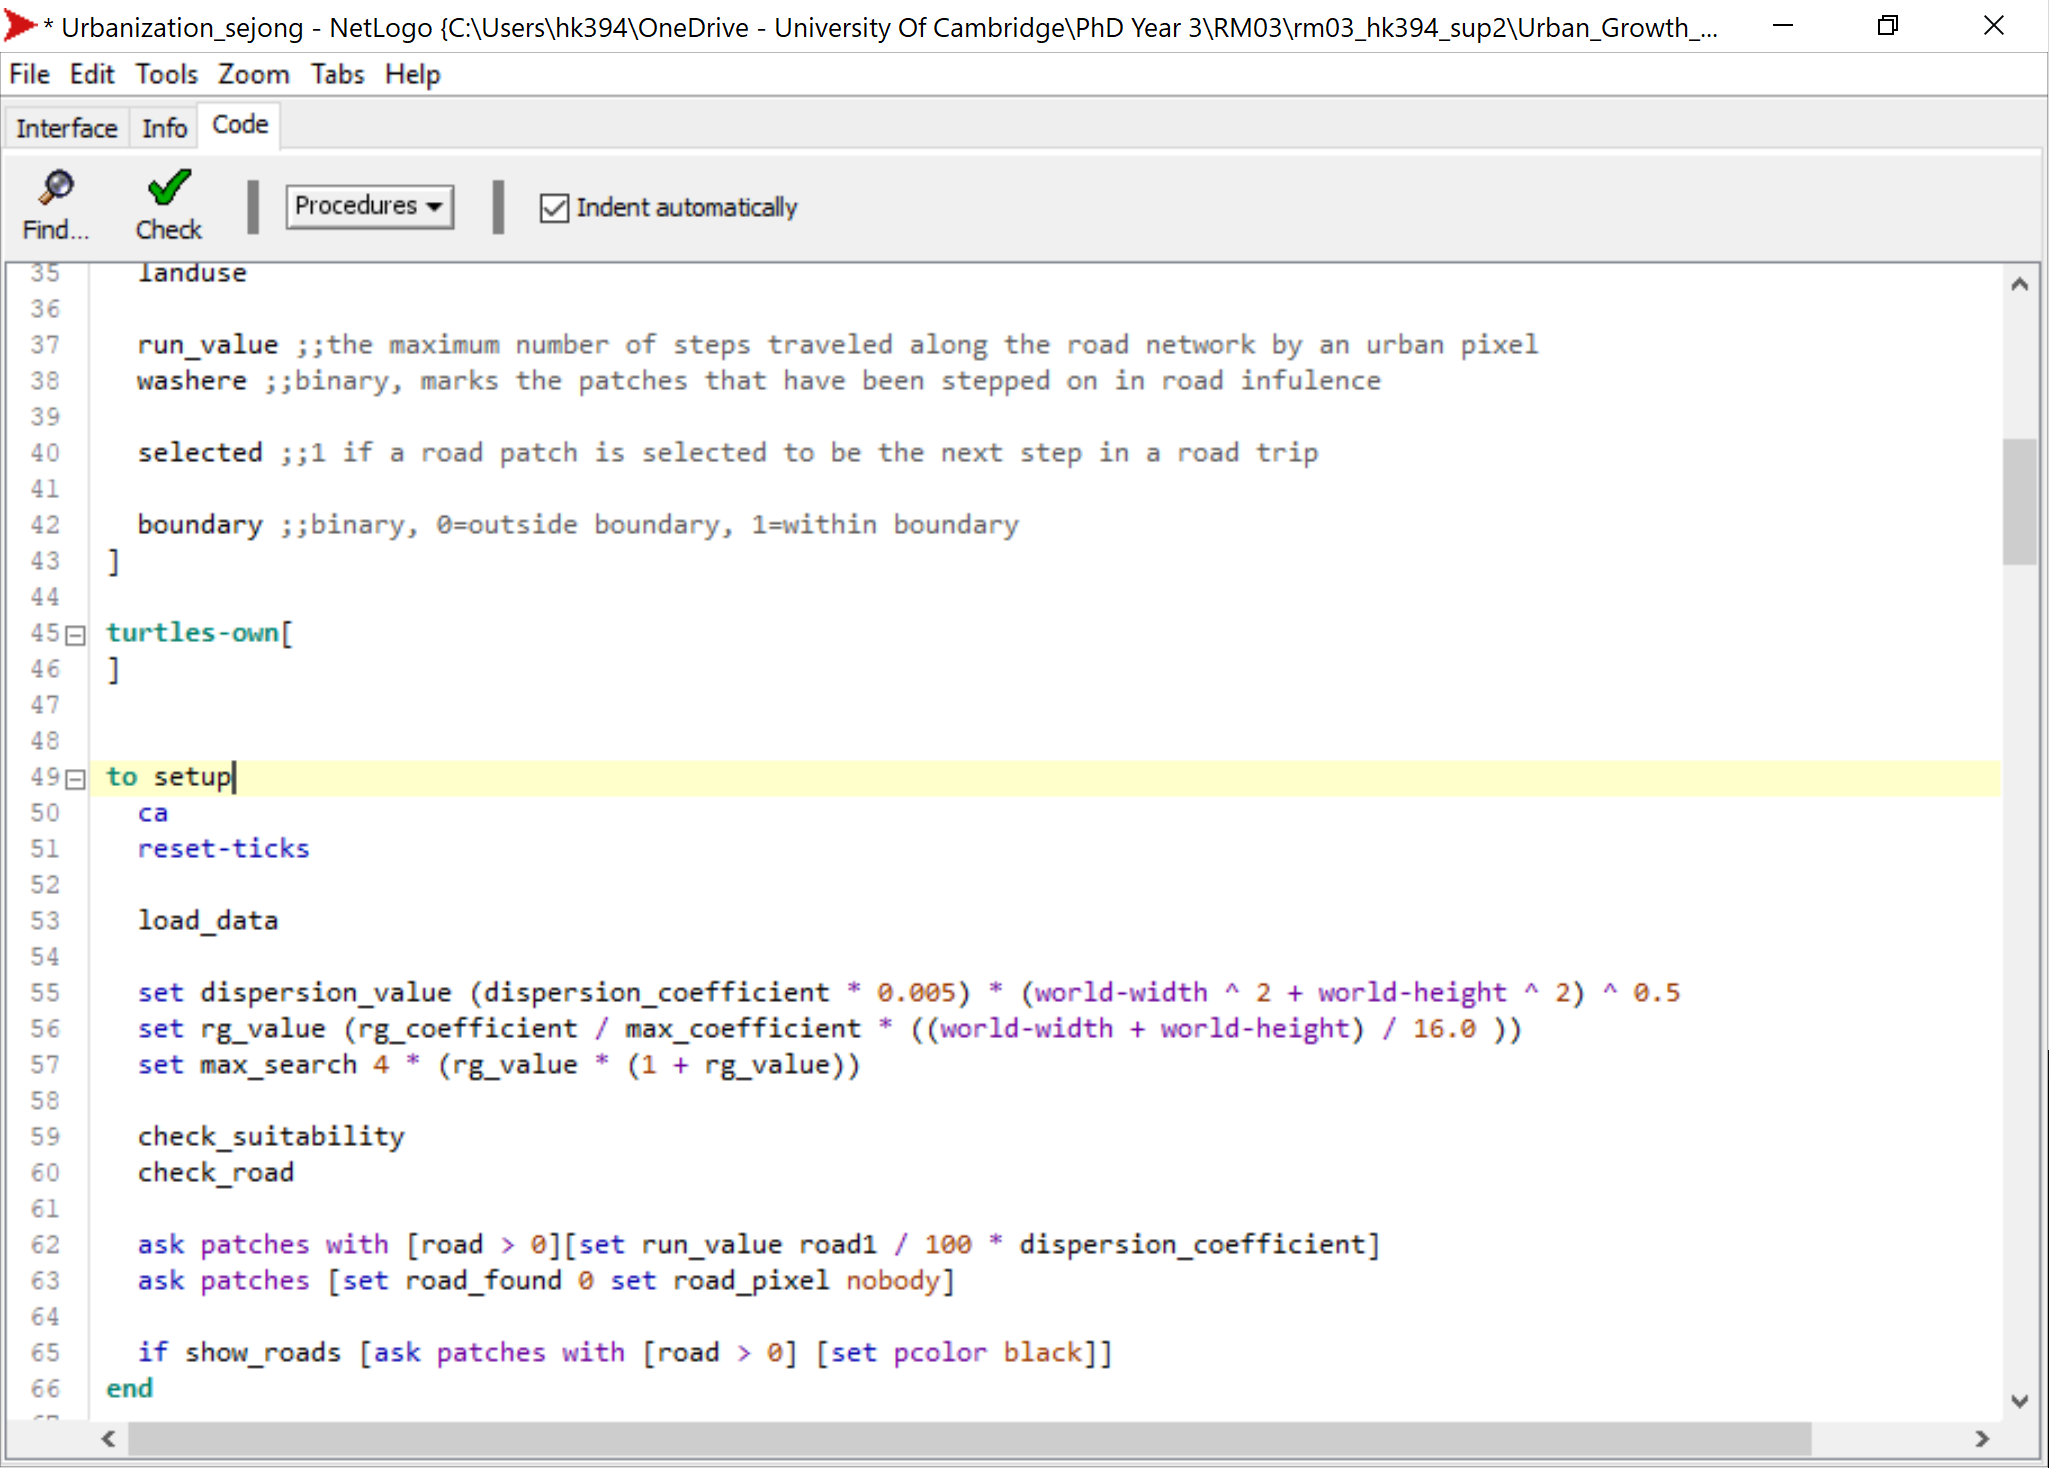 * Urbanization_sejong - NetLogo {C:\Users\hk394\OneDrive - University Of Cambridge\PhD Year 3\RM03\rm03_hk394_sup2\Urban_Growth_...
File Edit Tools Zoom Tabs Help
Interface Info Code
Find... Check Procedures Indent automatically
35 landuse
36
37 run_value ;;the maximum number of steps traveled along the road network by an urban pixel
38 washere ;;binary, marks the patches that have been stepped on in road infulence
39
40 selected ;;1 if a road patch is selected to be the next step in a road trip
41
42 boundary ;;binary, 0=outside boundary, 1=within boundary
43 ]
44
45 turtles-own[
46 ]
47
48
49 to setup
50 ca
51 reset-ticks
52
53 load_data
54
55 set dispersion_value (dispersion_coefficient * 0.005) * (world-width ^ 2 + world-height ^ 2) ^ 0.5
56 set rg_value (rg_coefficient / max_coefficient * ((world-width + world-height) / 16.0 ))
57 set max_search 4 * (rg_value * (1 + rg_value))
58
59 check_suitability
60 check_road
61
62 ask patches with [road > 0][set run_value road1 / 100 * dispersion_coefficient]
63 ask patches [set road_found 0 set road_pixel nobody]
64
65 if show_roads [ask patches with [road > 0] [set pcolor black]]
66 end